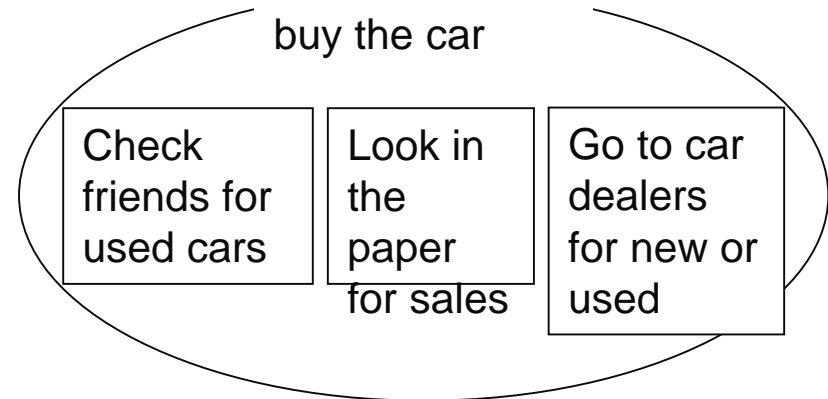 buy the car
Check
friends for
used cars
Look in
the
paper
for sales
Go to car
dealers
for new or
used